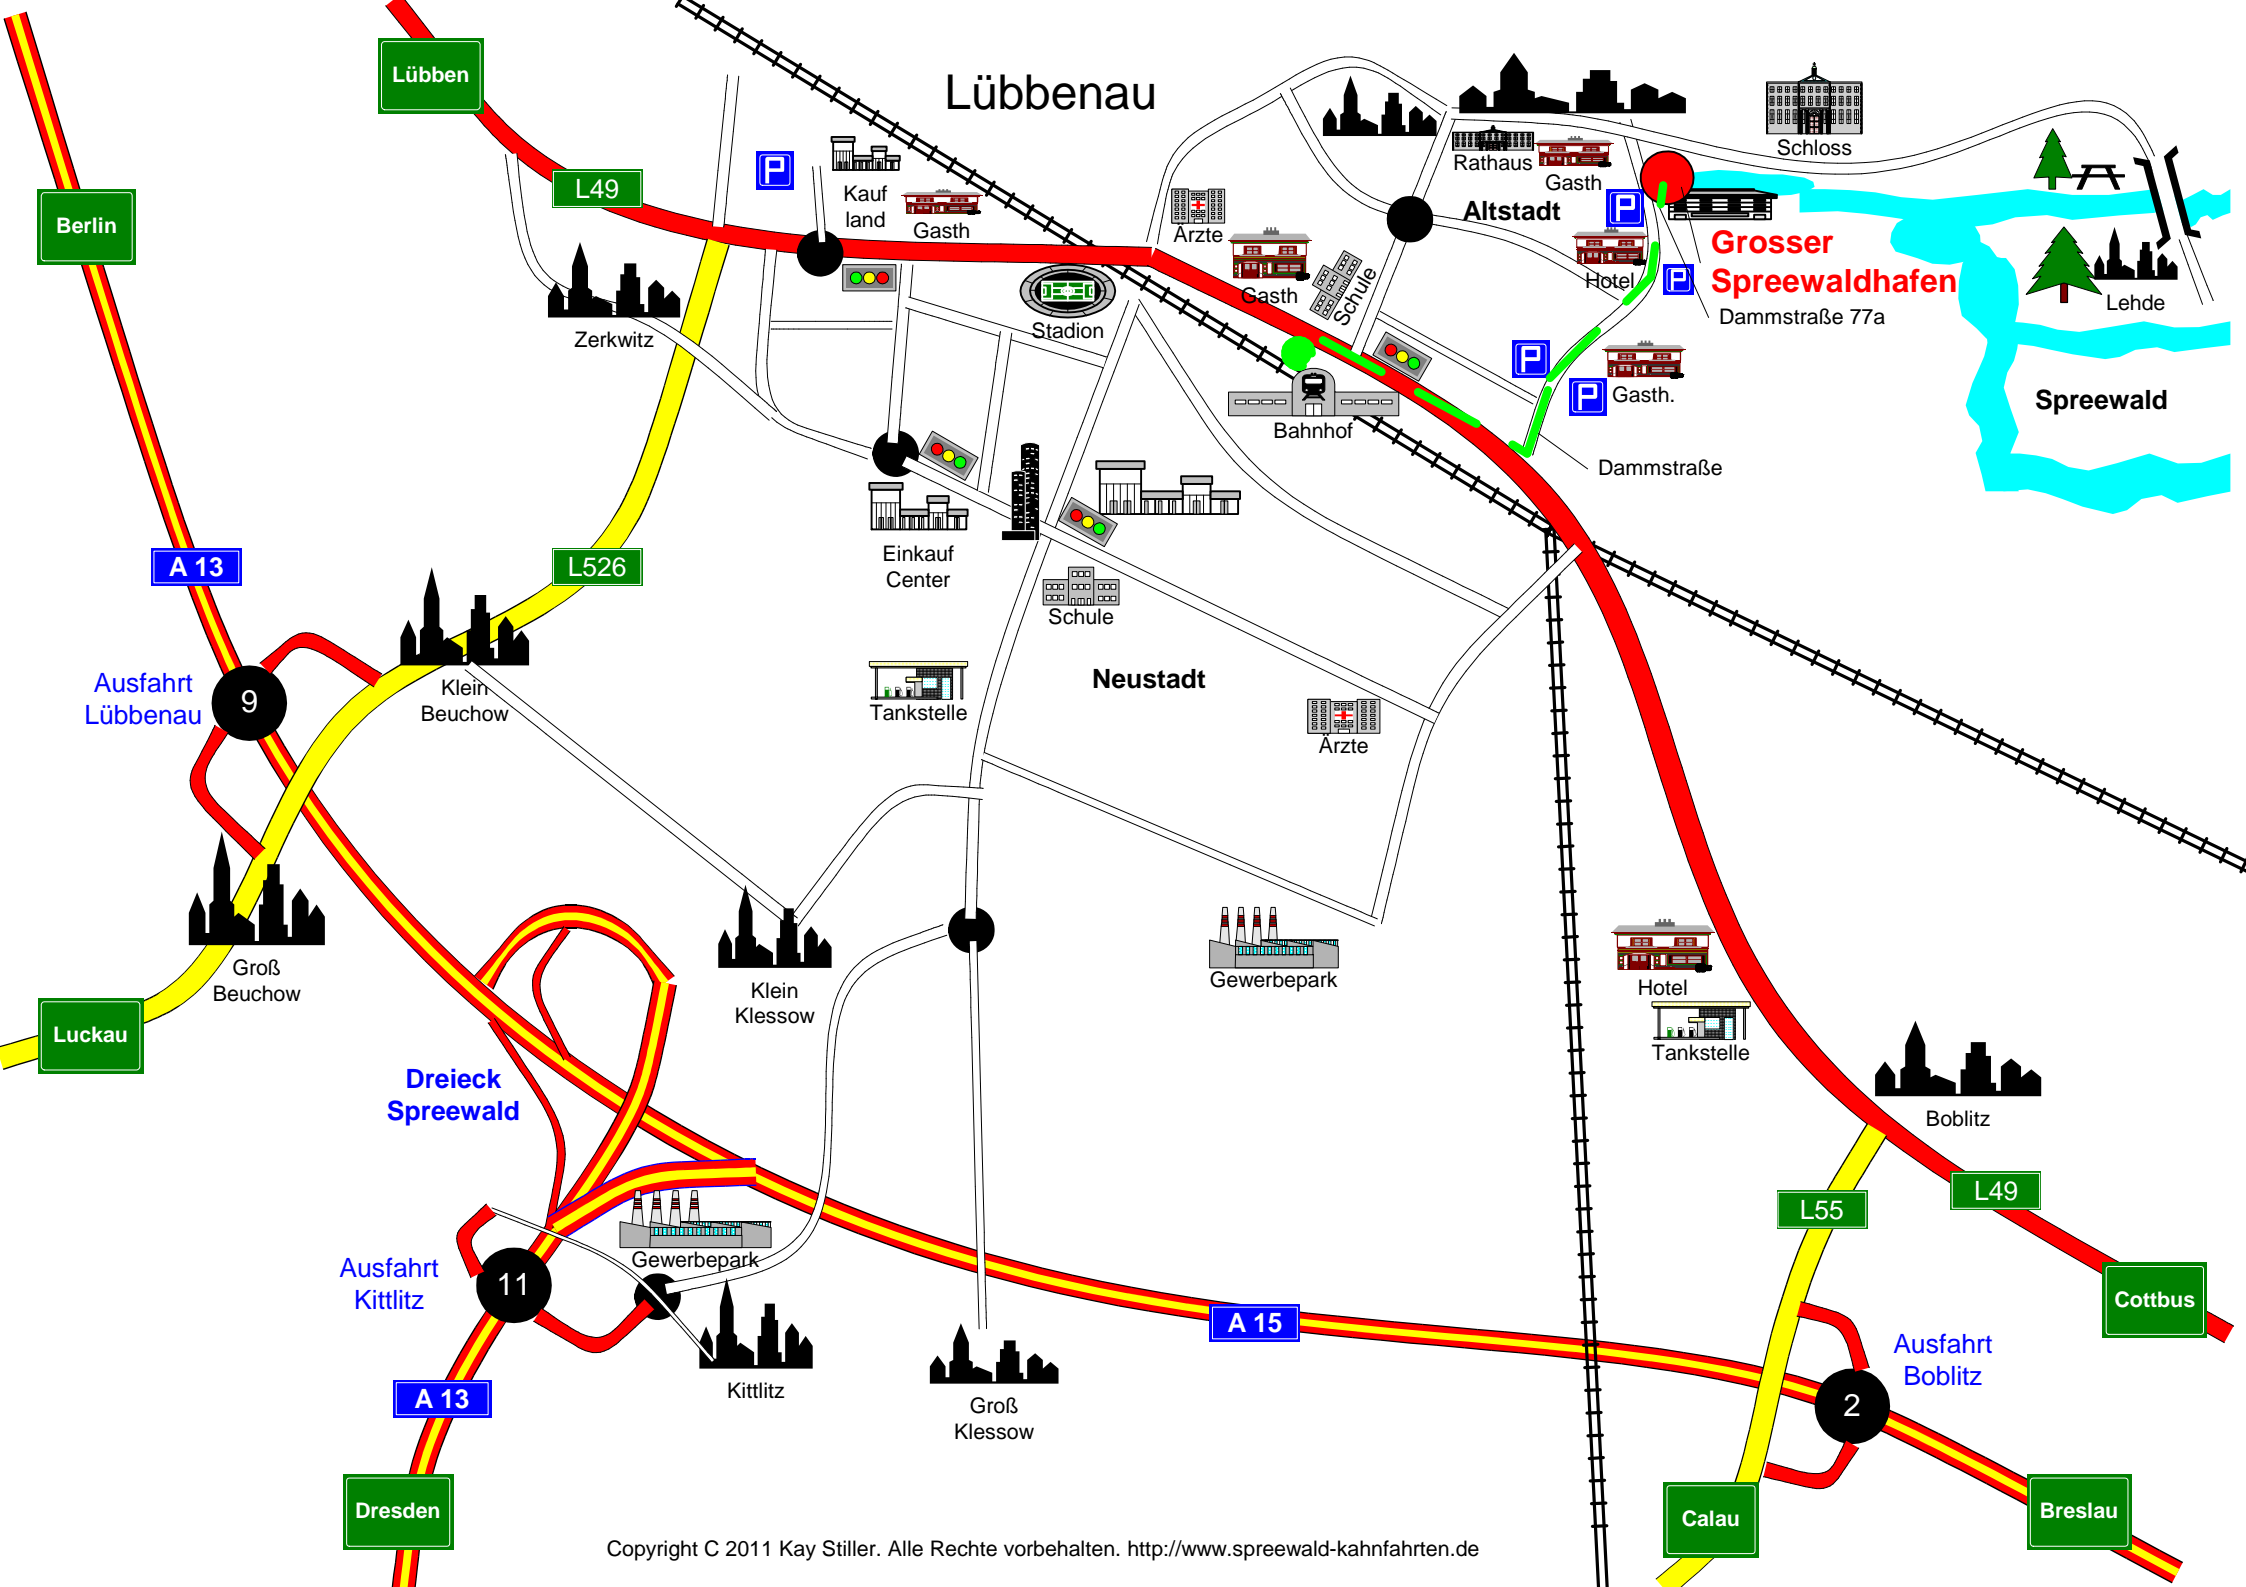 Lübbenau
Lübben
Berlin
L49
Kauf
land
Gasth
Zerkwitz
Stadion
Ärzte
Gasth
Schule
Bahnhof
Rathaus
Gasth
Altstadt
Hotel
Schloss
Grosser
Spreewaldhafen
Dammstraße 77a
Gasth.
Dammstraße
Lehde
Spreewald
A 13
L526
Einkauf
Center
Schule
Neustadt
Tankstelle
Ärzte
Ausfahrt
Lübbenau
9
Klein
Beuchow
Groß
Beuchow
Luckau
Klein
Klessow
Gewerbepark
Hotel
Tankstelle
Boblitz
Dreieck
Spreewald
L55
L49
Gewerbepark
Ausfahrt
Kittlitz
11
A 13
Kittlitz
Groß
Klessow
A 15
Cottbus
Ausfahrt
Boblitz
2
Dresden
Calau
Breslau
P
P
P
P
P
Copyright C 2011 Kay Stiller. Alle Rechte vorbehalten. http://www.spreewald-kahnfahrten.de